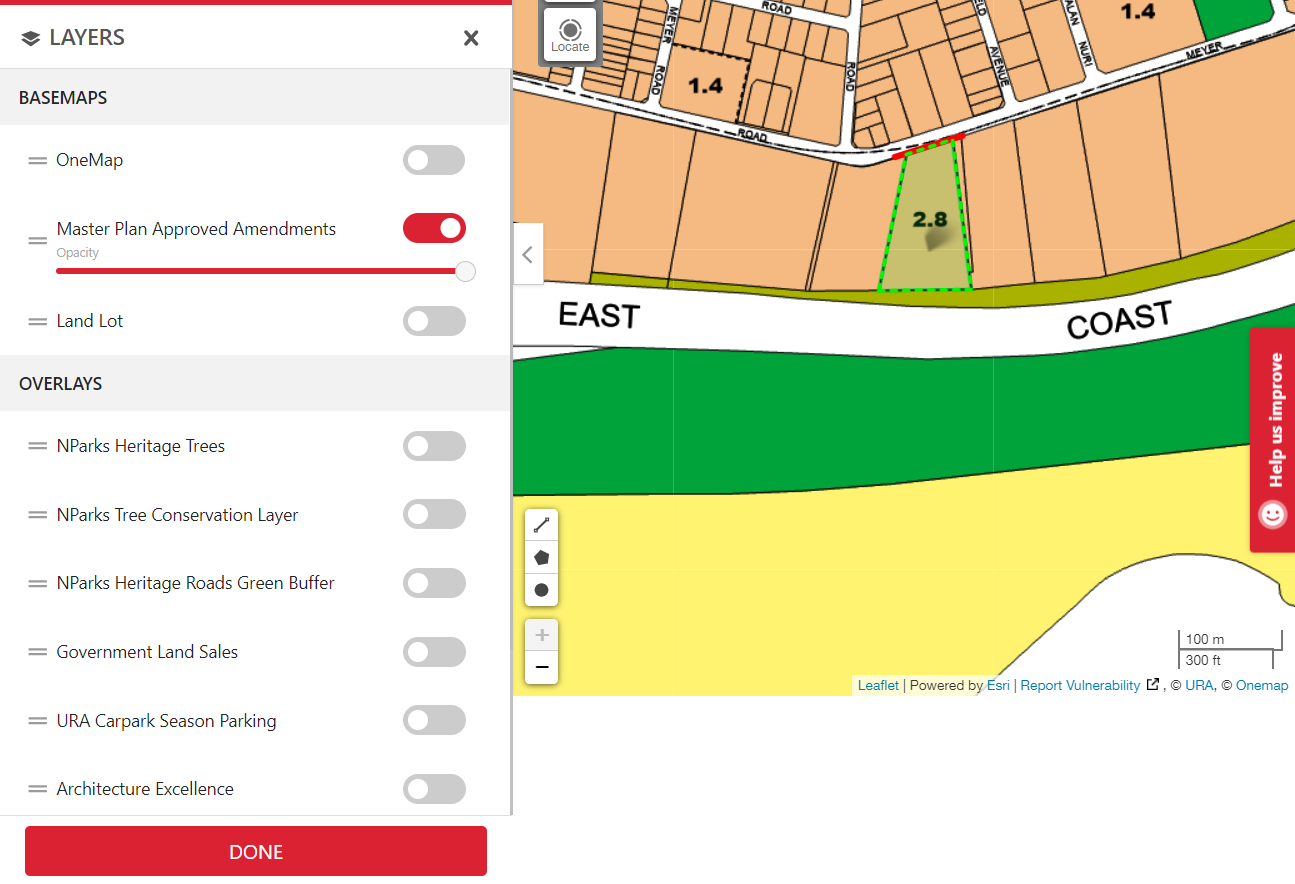 LAYERS
BASEMAPS
OneMap
Master Plan Approved Amendments
Opacity
Land Lot
OVERLAYS
NParks Heritage Trees
NParks Tree Conservation Layer
NParks Heritage Roads Green Buffer
Government Land Sales
URA Carpark Season Parking
Architecture Excellence
DONE
Locate
ROAD
MEYER
ROAD
1.4
ROAD
ROAD
AVENUE
NURI
1.4
MEYER
2.8
EAST
COAST
Help us improve
100 m
300 ft
Leaflet | Powered by Esri | Report Vulnerability , © URA, © Onemap